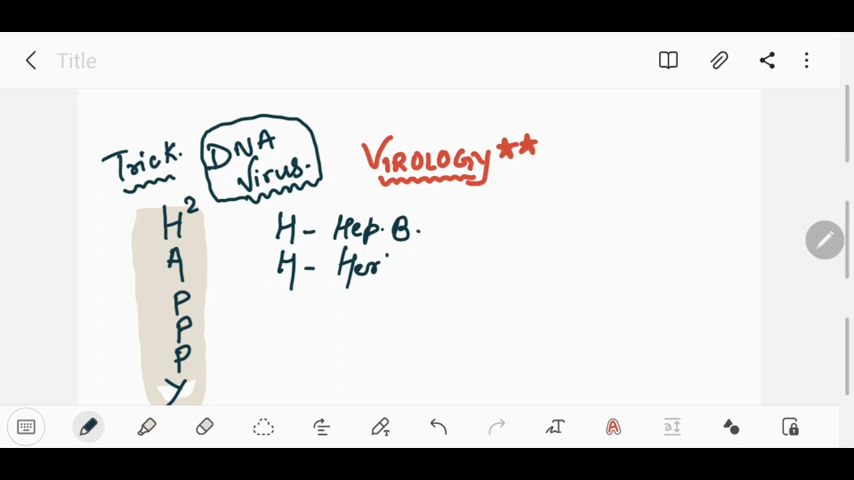 Title
Trick. DNA Virus. VIROLOGY**
H² H - Hep. B.
A H - Her
P
P
P
Y